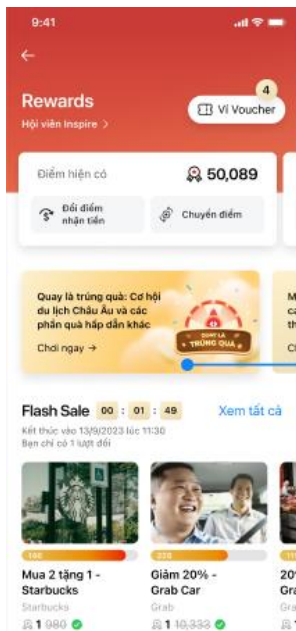 9:41
Rewards
Hội viên Inspire >
4
Ví Voucher
Điểm hiện có
50,089
Đổi điểm
nhận tiền
Chuyển điểm
Quay là trúng quà: Cơ hội
du lịch Châu Âu và các
phần quà hấp dẫn khác
Chơi ngay →
QUAY LÀ
TRÚNG QUÀ
Flash Sale 00 : 01 : 49
Xem tất cả
Kết thúc vào 13/9/2023 lúc 11:30
Bạn chỉ có 1 lượt đổi
Mua 2 tặng 1 -
Starbucks
Starbucks
1 980
Giảm 20% -
Grab Car
Grab
1 10,333
20
Gra
Gra